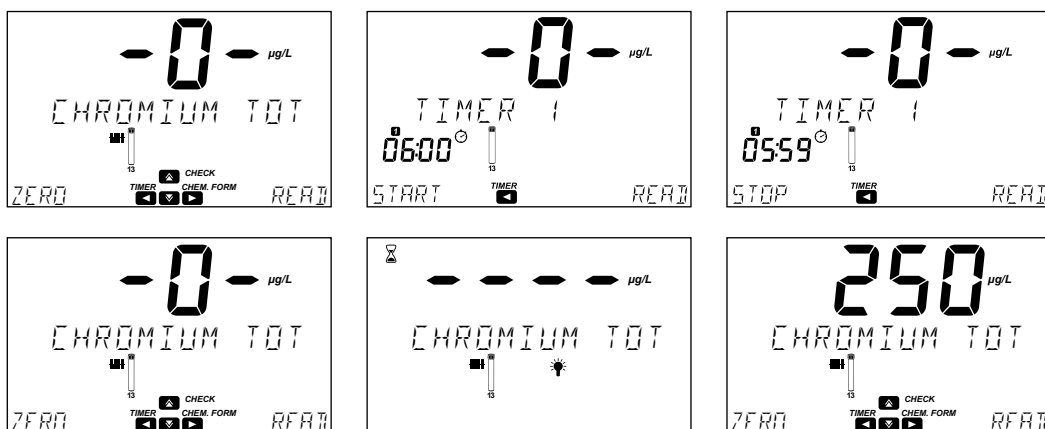 -0- µg/L
CHROMIUM TOT
13
CHECK
TIMER CHEM. FORM
ZERO READ
-0- µg/L
TIMER 1
1
06:00
13
TIMER
START READ
-0- µg/L
TIMER 1
1
05:59
13
TIMER
STOP READ
-0- µg/L
CHROMIUM TOT
13
CHECK
TIMER CHEM. FORM
ZERO READ
- - - - µg/L
CHROMIUM TOT
13
250 µg/L
CHROMIUM TOT
13
CHECK
TIMER CHEM. FORM
ZERO READ